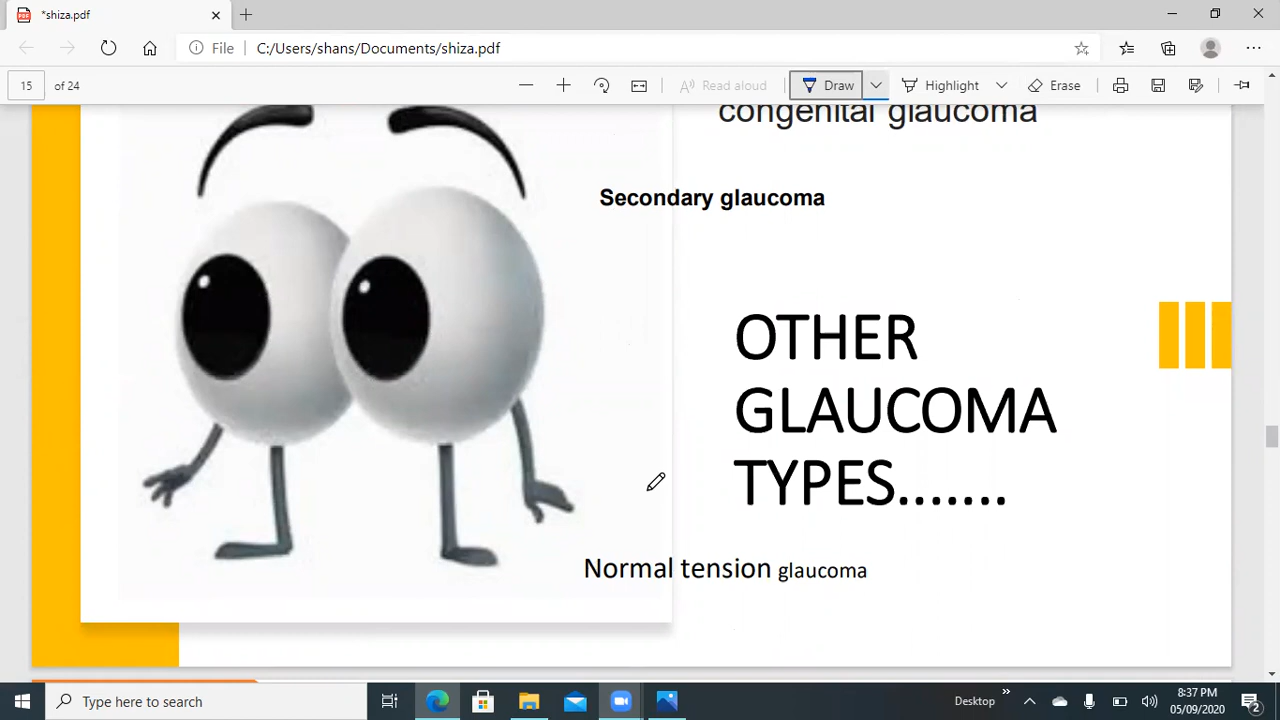 *shiza.pdf
File C:/Users/shans/Documents/shiza.pdf
15 of 24 Read aloud Draw Highlight Erase
congenital glaucoma
Secondary glaucoma
OTHER
GLAUCOMA
TYPES.......
Normal tension glaucoma
Type here to search
Desktop
8:37 PM
05/09/2020
2